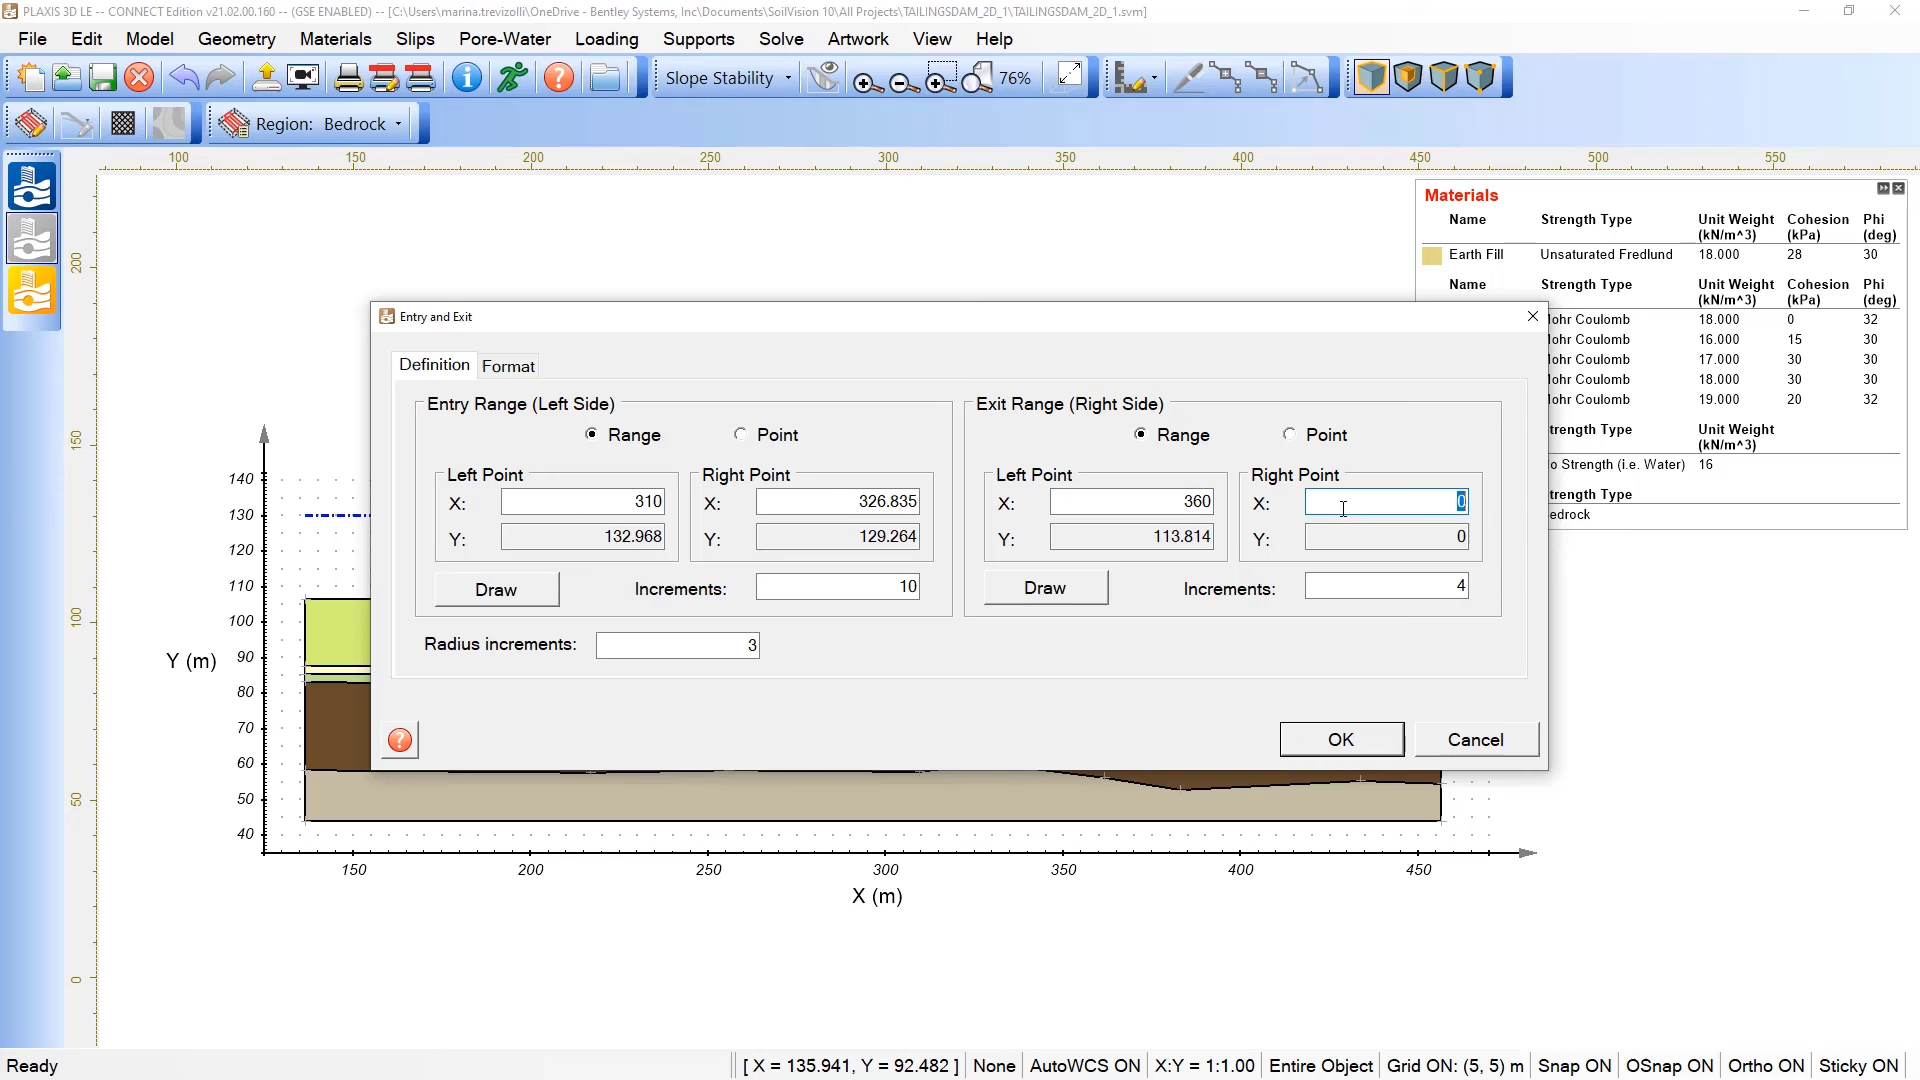 PLAXIS 3D LE -- CONNECT Edition v21.02.00.160 -- (GSE ENABLED) -- [C:\Users\marina.trevizolli\OneDrive - Bentley Systems, Inc\Documents\SoilVision 10\All Projects\TAILINGSDAM_2D_1\TAILINGSDAM_2D_1.svm]
File Edit Model Geometry Materials Slips Pore-Water Loading Supports Solve Artwork View Help
Slope Stability 76%
Region: Bedrock
100 150 200 250 300 350 400 450 500 550
200
150
100
50
0
Materials
Name Strength Type Unit Weight Cohesion Phi
(kN/m^3) (kPa) (deg)
Earth Fill Unsaturated Fredlund 18.000 28 30
Name Strength Type Unit Weight Cohesion Phi
(kN/m^3) (kPa) (deg)
ohr Coulomb 18.000 0 32
ohr Coulomb 16.000 15 30
ohr Coulomb 17.000 30 30
ohr Coulomb 18.000 30 30
ohr Coulomb 19.000 20 32
trength Type Unit Weight
(kN/m^3)
o Strength (i.e. Water) 16
trength Type
edrock
Entry and Exit
Definition Format
Entry Range (Left Side)
Range Point
Left Point Right Point
X: 310 X: 326.835
Y: 132.968 Y: 129.264
Draw Increments: 10
Exit Range (Right Side)
Range Point
Left Point Right Point
X: 360 X: 0
Y: 113.814 Y: 0
Draw Increments: 4
Radius increments: 3
OK Cancel
140
130
120
110
100
Y (m) 90
80
70
60
50
40
150 200 250 300 350 400 450
X (m)
Ready [ X = 135.941, Y = 92.482 ] None AutoWCS ON X:Y = 1:1.00 Entire Object Grid ON: (5, 5) m Snap ON OSnap ON Ortho ON Sticky ON